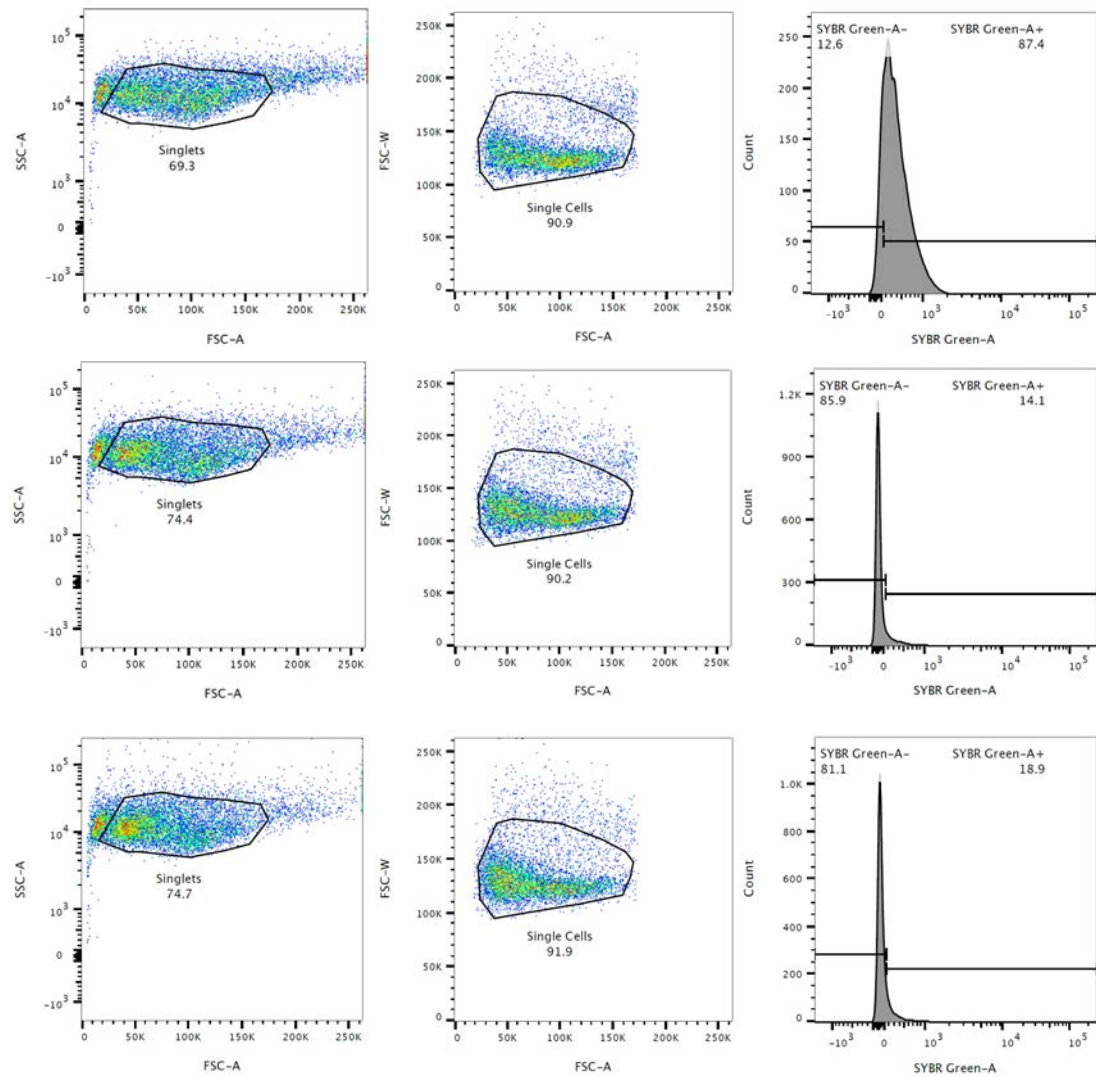 10^5
10^4
10^3
0
-10^3
SSC-A
Singlets
69.3
0 50K 100K 150K 200K 250K
FSC-A
250K
200K
150K
100K
50K
0
FSC-W
Single Cells
90.9
0 50K 100K 150K 200K 250K
FSC-A
SYBR Green-A- SYBR Green-A+
12.6 87.4
250
200
150
100
50
0
Count
-10^3 0 10^3 10^4 10^5
SYBR Green-A
10^5
10^4
10^3
0
-10^3
SSC-A
Singlets
74.4
0 50K 100K 150K 200K 250K
FSC-A
250K
200K
150K
100K
50K
0
FSC-W
Single Cells
90.2
0 50K 100K 150K 200K 250K
FSC-A
SYBR Green-A- SYBR Green-A+
85.9 14.1
1.2K
900
600
300
0
Count
-10^3 0 10^3 10^4 10^5
SYBR Green-A
10^5
10^4
10^3
0
-10^3
SSC-A
Singlets
74.7
0 50K 100K 150K 200K 250K
FSC-A
250K
200K
150K
100K
50K
0
FSC-W
Single Cells
91.9
0 50K 100K 150K 200K 250K
FSC-A
SYBR Green-A- SYBR Green-A+
81.1 18.9
1.0K
800
600
400
200
0
Count
-10^3 0 10^3 10^4 10^5
SYBR Green-A